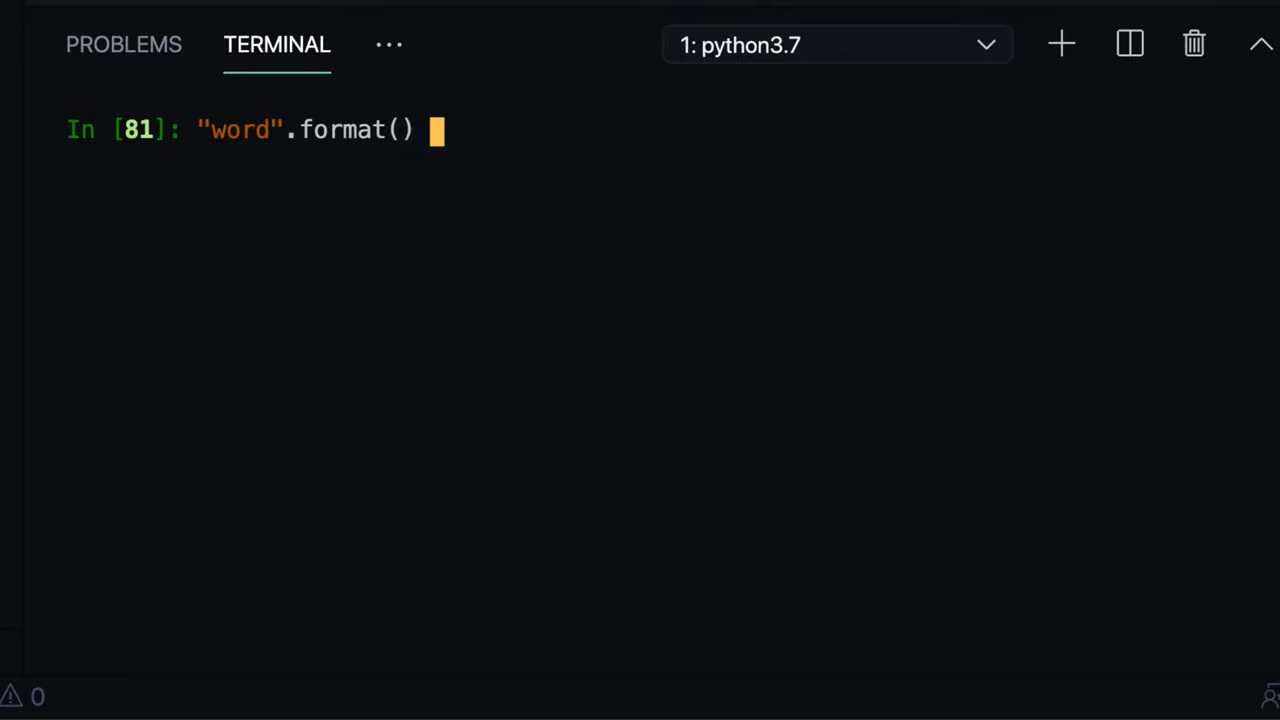 PROBLEMS TERMINAL ··· 1: python3.7
In [81]: "word".format()
0